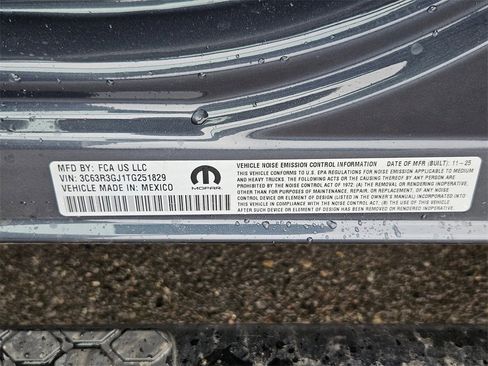 MFD BY: FCA US LLC
VIN: 3C63R3GJ1TG251829
VEHICLE MADE IN: MEXICO
MOPAR
VEHICLE NOISE EMISSION CONTROL INFORMATION DATE OF MFR (BUILT): 11-25
THIS VEHICLE CONFORMS TO U.S. EPA REGULATIONS FOR NOISE EMISSION APPLICABLE TO MEDIUM
AND HEAVY TRUCKS. THE FOLLOWING ACTS OR THE CAUSING THEREOF BY ANY PERSON ARE
PROHIBITED BY THE NOISE CONTROL ACT OF 1972. (A) THE REMOVAL OR RENDERING INOPERATIVE,
OTHER THAN FOR PURPOSES OF MAINTENANCE, REPAIR, OR REPLACEMENT, OF ANY NOISE
CONTROL DEVICE OR ELEMENT OF DESIGN (LISTED IN THE OWNER'S MANUAL) INCORPORATED INTO
THIS VEHICLE IN COMPLIANCE WITH THE NOISE CONTROL ACT; (B) THE USE OF THIS VEHICLE
AFTER SUCH DEVICE OR ELEMENT OF DESIGN HAS BEEN REMOVED OR RENDERED INOPERATIVE.